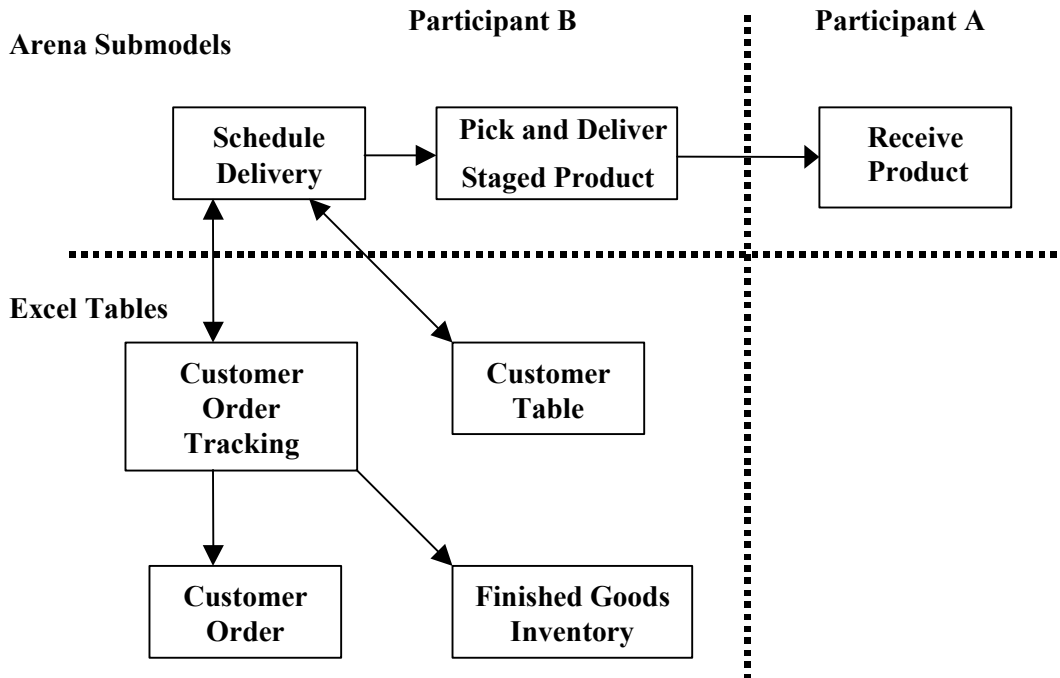 Participant B
Participant A
Arena Submodels
Schedule
Delivery
Pick and Deliver
Staged Product
Receive
Product
Excel Tables
Customer
Order
Tracking
Customer
Table
Customer
Order
Finished Goods
Inventory